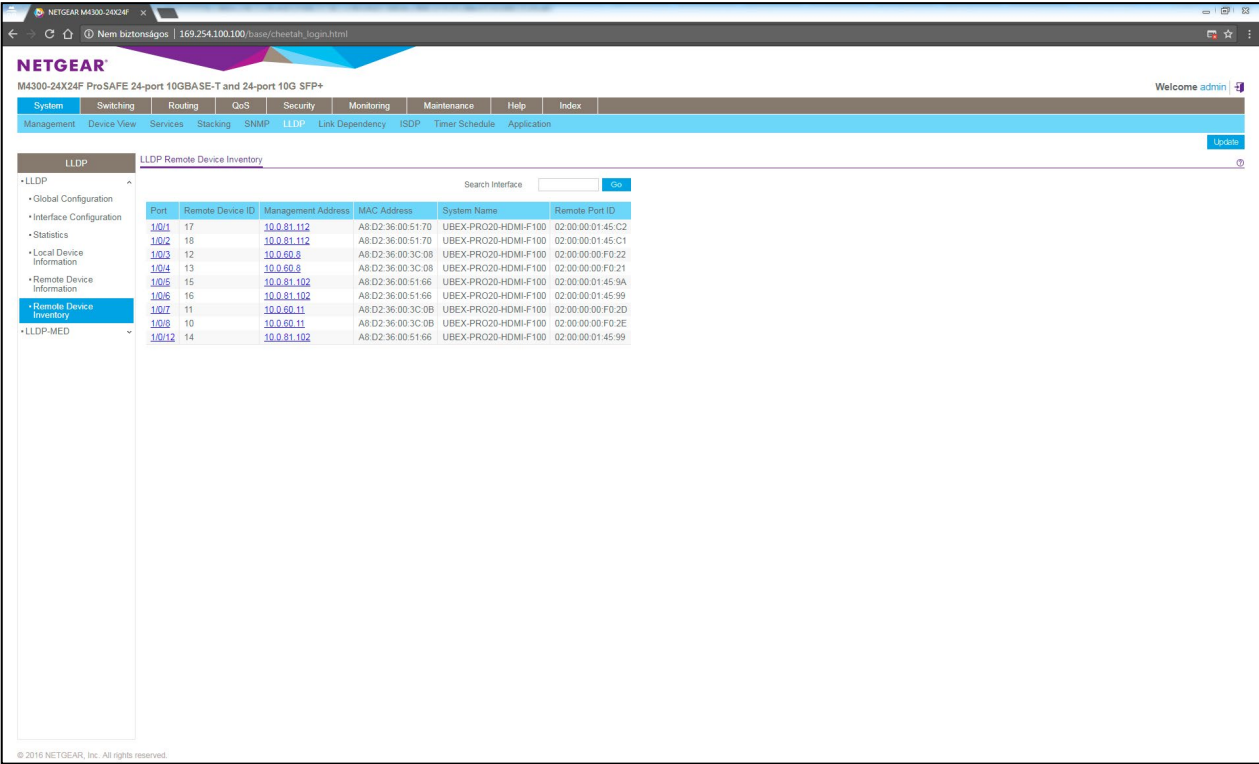 NETGEAR M4300-24X24F
Nem biztonságos | 169.254.100.100/base/cheetah_login.html
NETGEAR®
M4300-24X24F ProSAFE 24-port 10GBASE-T and 24-port 10G SFP+
Welcome admin
System Switching Routing QoS Security Monitoring Maintenance Help Index
Management Device View Services Stacking SNMP LLDP Link Dependency ISDP Timer Schedule Application
Update
LLDP
LLDP Remote Device Inventory
•LLDP
•Global Configuration
•Interface Configuration
•Statistics
•Local Device
Information
•Remote Device
Information
•Remote Device
Inventory
•LLDP-MED
Search Interface Go
Port Remote Device ID Management Address MAC Address System Name Remote Port ID
1/0/1 17 10.0.81.112 A8:D2:36:00:51:70 UBEX-PRO20-HDMI-F100 02:00:00:01:45:C2
1/0/2 18 10.0.81.112 A8:D2:36:00:51:70 UBEX-PRO20-HDMI-F100 02:00:00:01:45:C1
1/0/3 12 10.0.60.8 A8:D2:36:00:3C:08 UBEX-PRO20-HDMI-F100 02:00:00:00:F0:22
1/0/4 13 10.0.60.8 A8:D2:36:00:3C:08 UBEX-PRO20-HDMI-F100 02:00:00:00:F0:21
1/0/5 15 10.0.81.102 A8:D2:36:00:51:66 UBEX-PRO20-HDMI-F100 02:00:00:01:45:9A
1/0/6 16 10.0.81.102 A8:D2:36:00:51:66 UBEX-PRO20-HDMI-F100 02:00:00:01:45:99
1/0/7 11 10.0.60.11 A8:D2:36:00:3C:0B UBEX-PRO20-HDMI-F100 02:00:00:00:F0:2D
1/0/8 10 10.0.60.11 A8:D2:36:00:3C:0B UBEX-PRO20-HDMI-F100 02:00:00:00:F0:2E
1/0/12 14 10.0.81.102 A8:D2:36:00:51:66 UBEX-PRO20-HDMI-F100 02:00:00:01:45:99
© 2016 NETGEAR, Inc. All rights reserved.